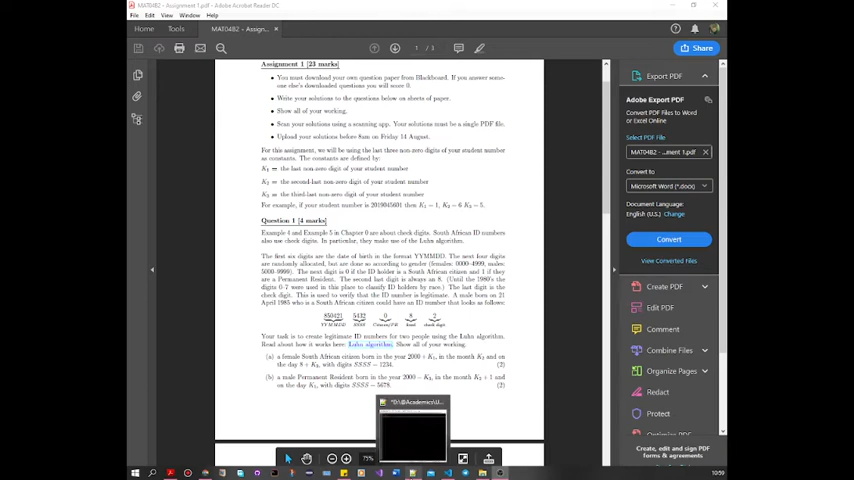 MAT04B2 - Assignment 1.pdf - Adobe Acrobat Reader DC
File Edit View Window Help
Home Tools MAT04B2 - Assign... ×
Share
1 / 3
Assignment 1 [23 marks]
• You must download your own question paper from Blackboard. If you answer some-
one else's downloaded questions you will score 0.
• Write your solutions to the questions below on sheets of paper.
• Show all of your working.
• Scan your solutions using a scanning app. Your solutions must be a single PDF file.
• Upload your solutions before 8am on Friday 14 August.
For this assignment, we will be using the last three non-zero digits of your student number
as constants. The constants are defined by:
K₁ = the last non-zero digit of your student number
K₂ = the second-last non-zero digit of your student number
K₃ = the third-last non-zero digit of your student number
For example, if your student number is 2019045601 then K₁ = 1, K₂ = 6 K₃ = 5.
Question 1 [4 marks]
Example 4 and Example 5 in Chapter 0 are about check digits. South African ID numbers
also use check digits. In particular, they make use of the Luhn algorithm.
The first six digits are the date of birth in the format YYMMDD. The next four digits
are randomly allocated, but are done so according to gender (females: 0000-4999, males:
5000-9999). The next digit is 0 if the ID holder is a South African citizen and 1 if they
are a Permanent Resident. The second last digit is always an 8. (Until the 1980's the
digits 0-7 were used in this place to classify ID holders by race.) The last digit is the
check digit. This is used to verify that the ID number is legitimate. A male born on 21
April 1985 who is a South African citizen could have an ID number that looks as follows:
850421 5432 0 8 2
YYMMDD SSSS Citizen/PR check digit
Your task is to create legitimate ID numbers for two people using the Luhn algorithm.
Read about how it works here: Luhn algorithm. Show all of your working.
(a) a female South African citizen born in the year 2000 + K₁, in the month K₂ and on
the day 8 + K₃, with digits SSSS = 1234. (2)
(b) a male Permanent Resident born in the year 2000 − K₃, in the month K₂ + 1 and
on the day K₁, with digits SSSS = 5678. (2)
Export PDF
Adobe Export PDF
Convert PDF Files to Word
or Excel Online
Select PDF File
MAT04B2 - ...ment 1.pdf ×
Convert to
Microsoft Word (*.docx)
Document Language:
English (U.S.) Change
Convert
View Converted Files
Create PDF
Edit PDF
Comment
Combine Files
Organize Pages
Redact
Protect
Create, edit and sign PDF
forms & agreements
*D:\@Academics\U...
75%
10:59